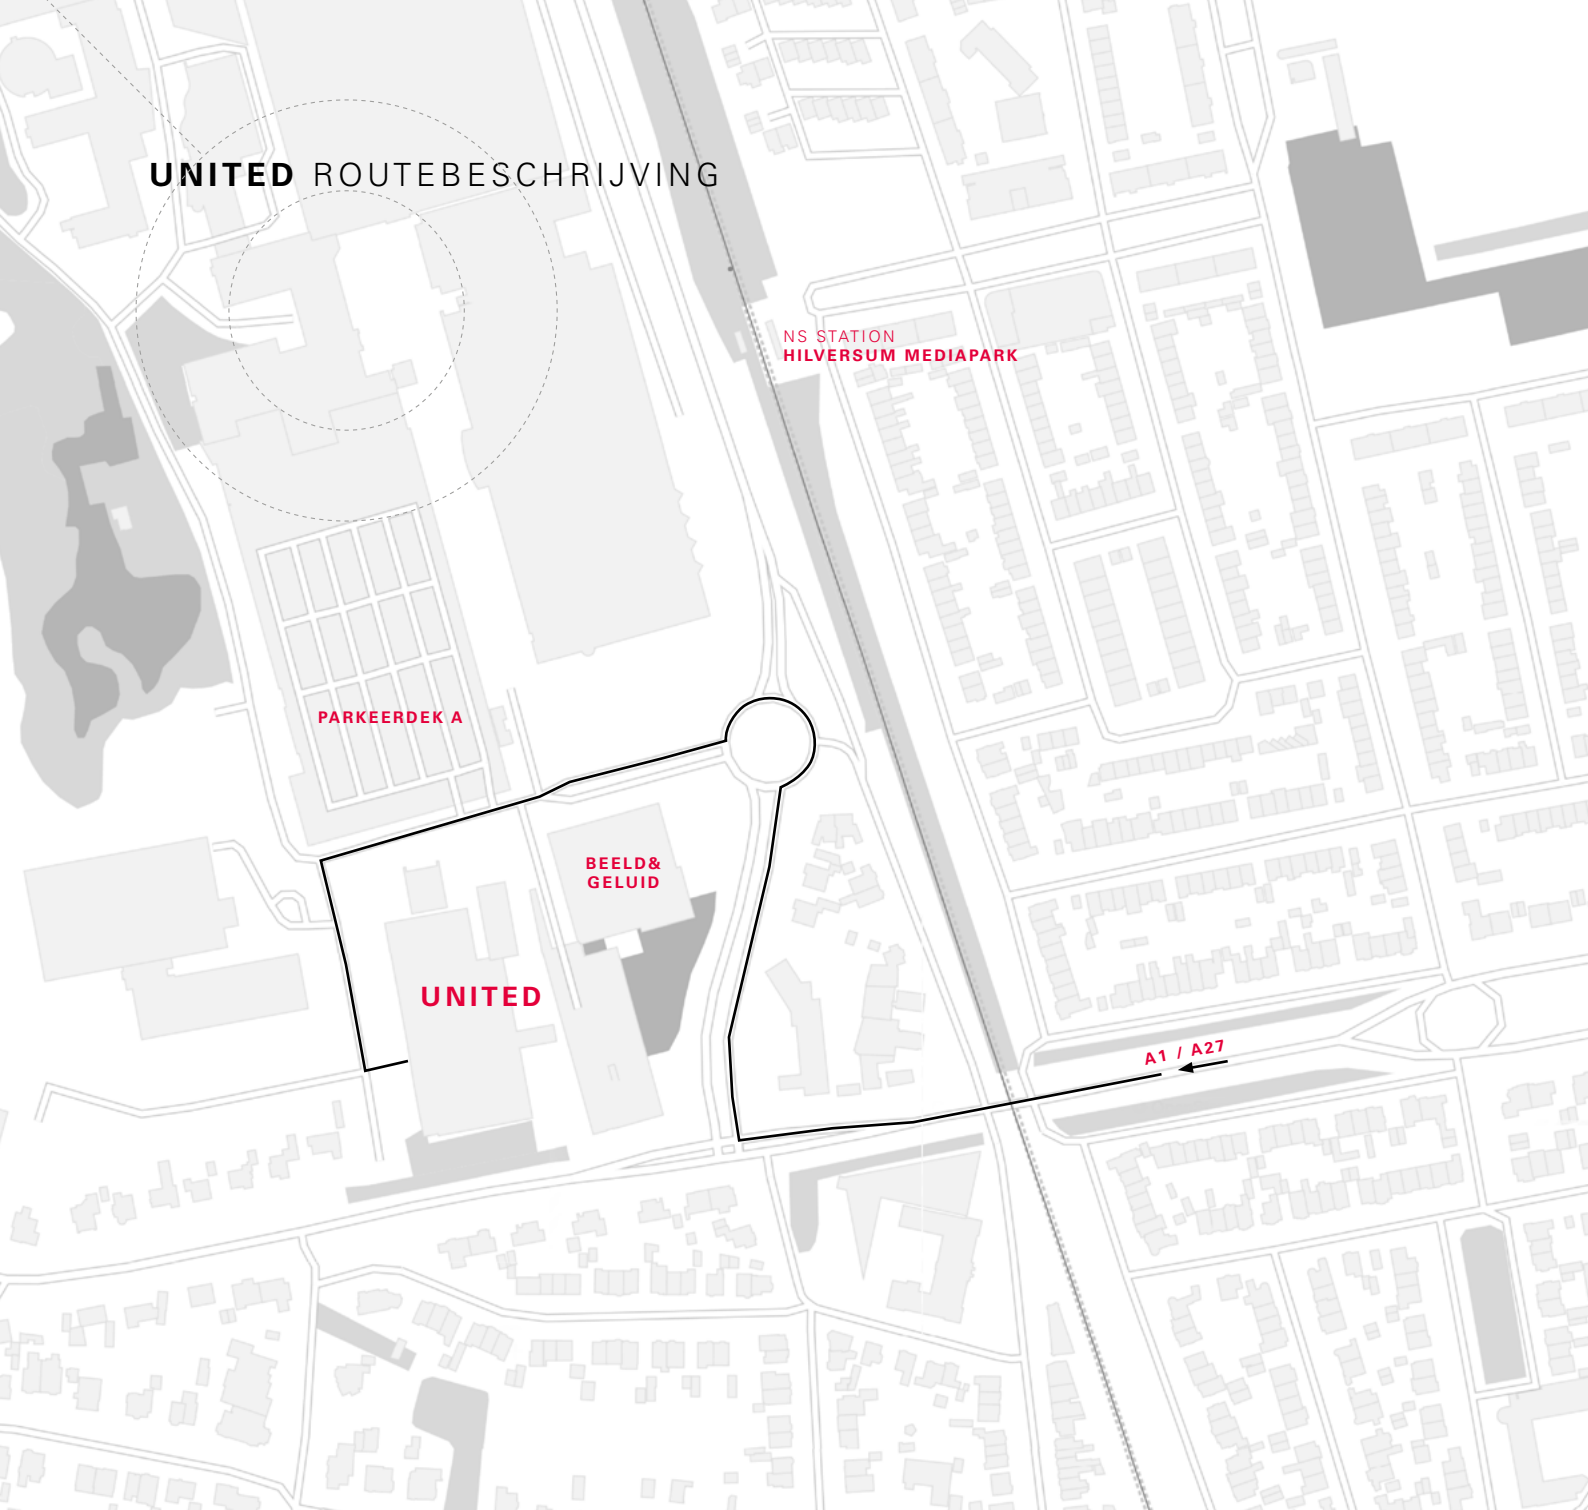 UNITED ROUTEBESCHRIJVING
NS STATION
HILVERSUM MEDIAPARK
PARKEERDEK A
BEELD&
GELUID
UNITED
A1 / A27